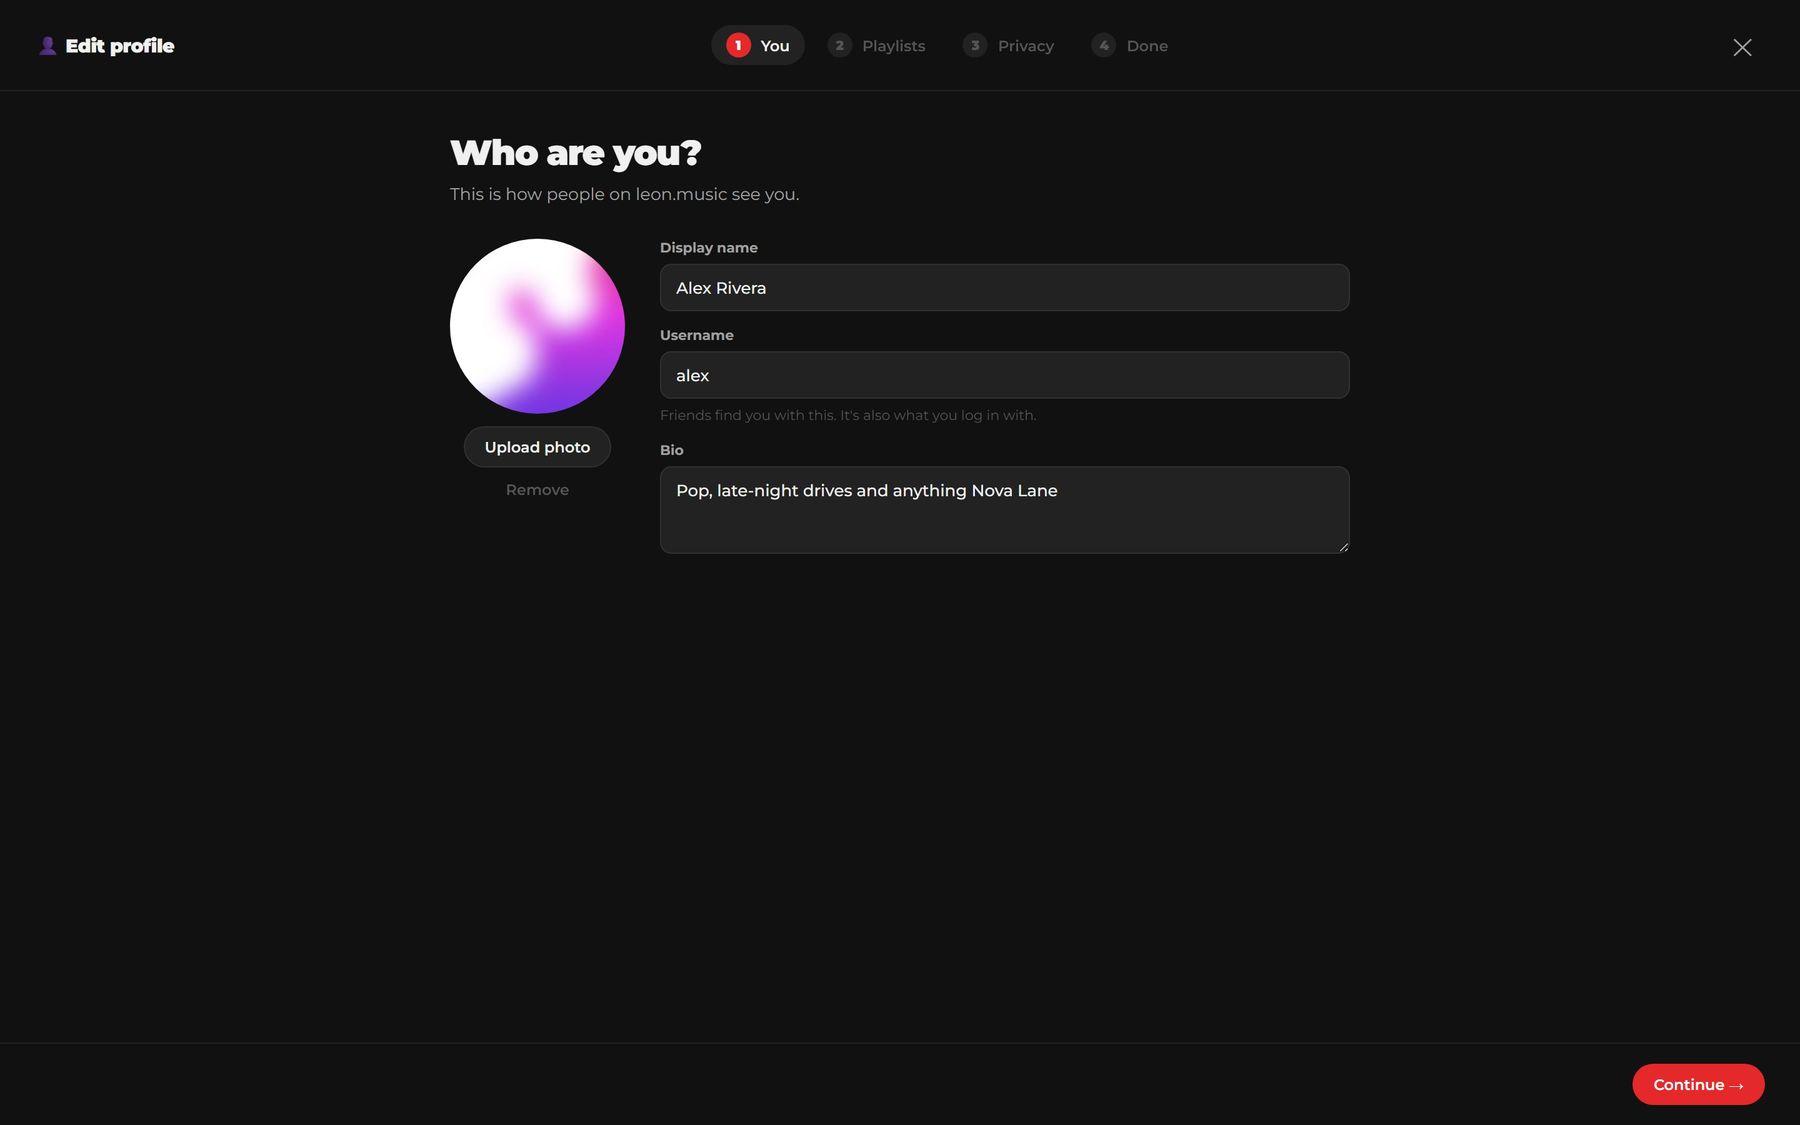 Edit profile
1 You
2 Playlists
3 Privacy
4 Done
Who are you?
This is how people on leon.music see you.
Upload photo
Remove
Display name
Alex Rivera
Username
alex
Friends find you with this. It's also what you log in with.
Bio
Pop, late-night drives and anything Nova Lane
Continue →